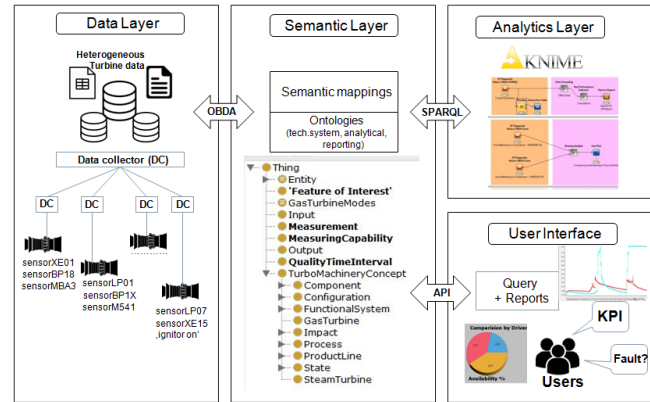 Data Layer
Heterogeneous
Turbine data
Data collector (DC)
DC
DC
DC
DC
sensorXE01
sensorBP18
sensorMBA3
sensorLP01
sensorBP1X
sensorM541
sensorLP07
sensorXE15
‚ignitor on‘
OBDA
Semantic Layer
Semantic mappings
Ontologies
(tech.system, analytical,
reporting)
Thing
Entity
'Feature of Interest'
GasTurbineModes
Input
Measurement
MeasuringCapability
Output
QualityTimeInterval
TurboMachineryConcept
Component
Configuration
FunctionalSystem
GasTurbine
Impact
Process
ProductLine
State
SteamTurbine
SPARQL
API
Analytics Layer
KNIME
User Interface
Query
+ Reports
KPI
Fault?
Comparision by Driver
Availability %
Users